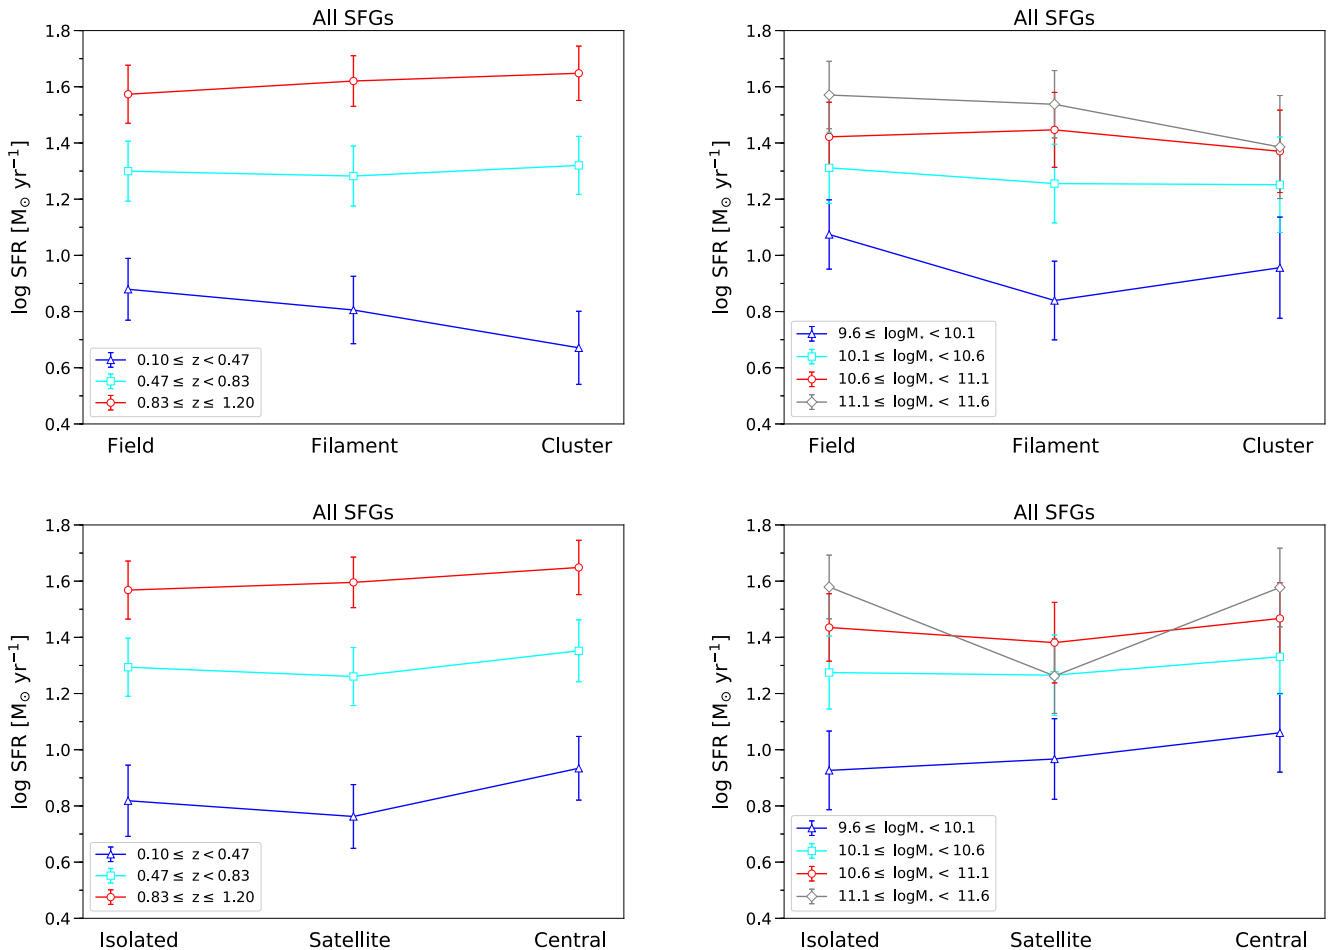 All SFGs
log SFR [M⊙ yr⁻¹]
1.8
1.6
1.4
1.2
1.0
0.8
0.6
0.4
0.10 ≤ z < 0.47
0.47 ≤ z < 0.83
0.83 ≤ z ≤ 1.20
Field Filament Cluster
All SFGs
log SFR [M⊙ yr⁻¹]
1.8
1.6
1.4
1.2
1.0
0.8
0.6
0.4
9.6 ≤ logM⋆ < 10.1
10.1 ≤ logM⋆ < 10.6
10.6 ≤ logM⋆ < 11.1
11.1 ≤ logM⋆ < 11.6
Field Filament Cluster
All SFGs
log SFR [M⊙ yr⁻¹]
1.8
1.6
1.4
1.2
1.0
0.8
0.6
0.4
0.10 ≤ z < 0.47
0.47 ≤ z < 0.83
0.83 ≤ z ≤ 1.20
Isolated Satellite Central
All SFGs
log SFR [M⊙ yr⁻¹]
1.8
1.6
1.4
1.2
1.0
0.8
0.6
0.4
9.6 ≤ logM⋆ < 10.1
10.1 ≤ logM⋆ < 10.6
10.6 ≤ logM⋆ < 11.1
11.1 ≤ logM⋆ < 11.6
Isolated Satellite Central